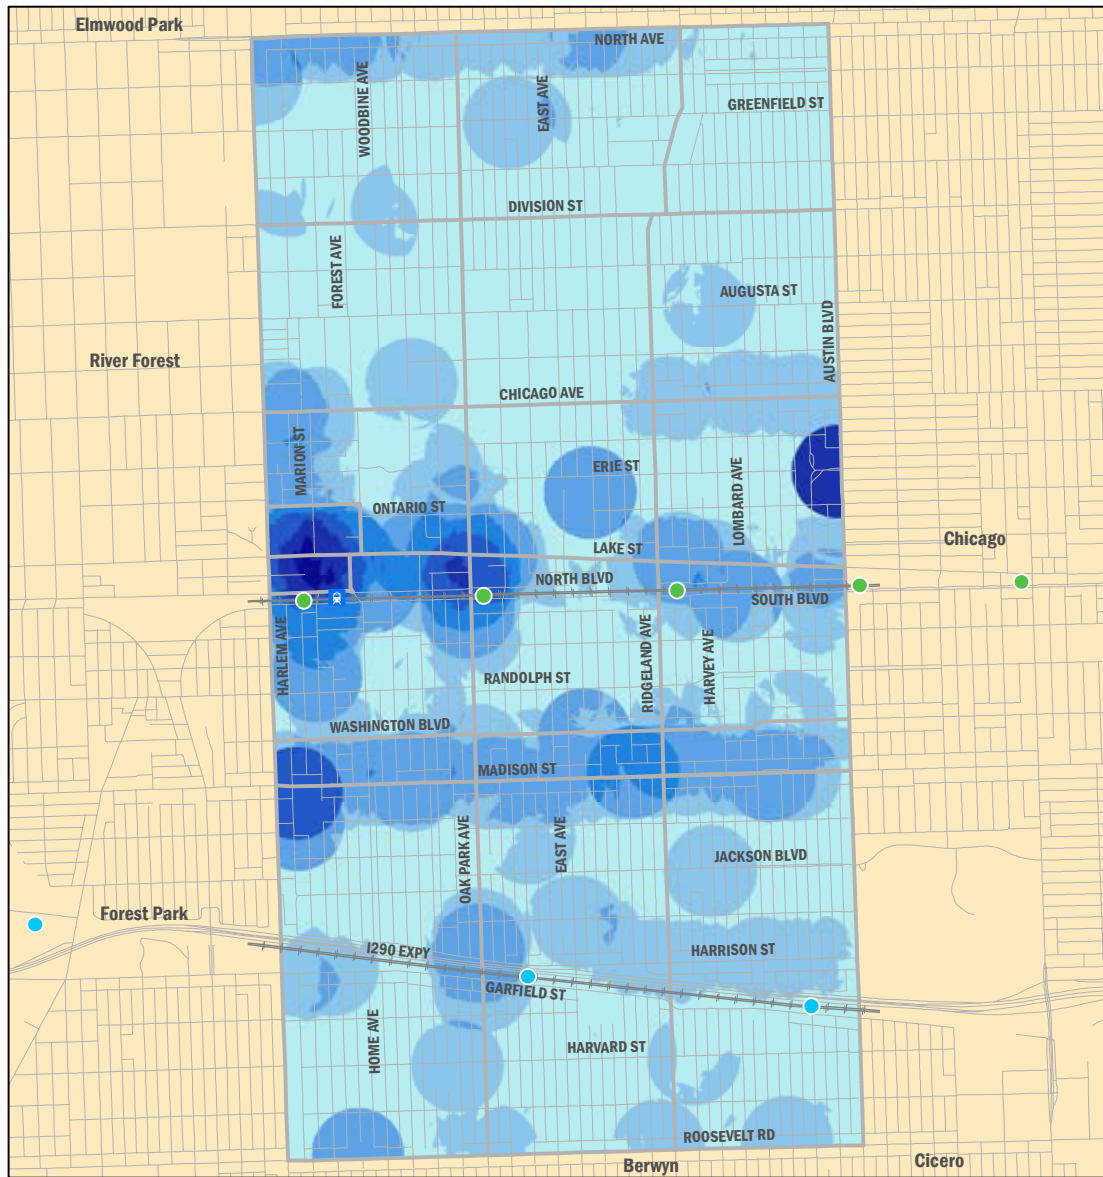 Elmwood Park
NORTH AVE
WOODBINE AVE
EAST AVE
GREENFIELD ST
DIVISION ST
FOREST AVE
AUGUSTA ST
AUSTIN BLVD
River Forest
CHICAGO AVE
MARION ST
ERIE ST
LOMBARD AVE
ONTARIO ST
Chicago
LAKE ST
NORTH BLVD
SOUTH BLVD
HARLEM AVE
RIDGELAND AVE
HARVEY AVE
RANDOLPH ST
WASHINGTON BLVD
MADISON ST
OAK PARK AVE
EAST AVE
JACKSON BLVD
Forest Park
I290 EXPY
HARRISON ST
GARFIELD ST
HOME AVE
HARVARD ST
ROOSEVELT RD
Berwyn
Cicero